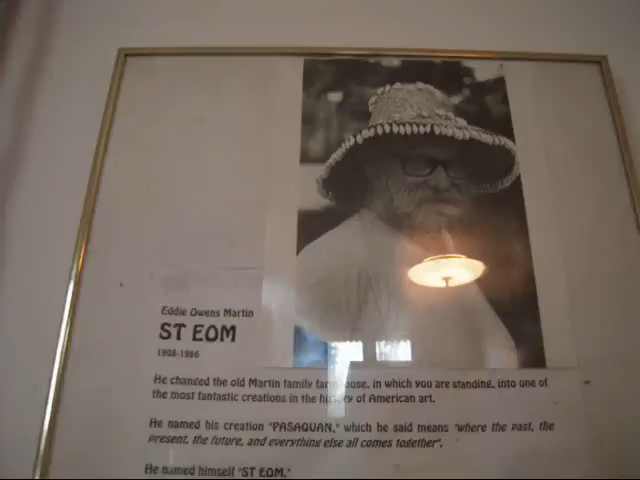 Eddie Owens Martin
ST EOM
1908-1986
He changed the old Martin family farm house, in which you are standing, into one of
the most fantastic creations in the history of American art.
He named his creation "PASAQUAN," which he said means "where the past, the
present, the future, and everything else all comes together".
He named himself "ST EOM."